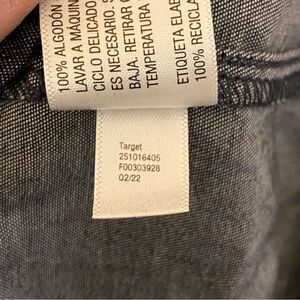 100% ALGODÓN
LAVAR A MÁQUIN
CICLO DELICADO
ES NECESARIO, S
BAJA. RETIRAR
TEMPERATURA
ETIQUETA ELAB
100% RECICLA
Target
251016405
F00303928
02/22